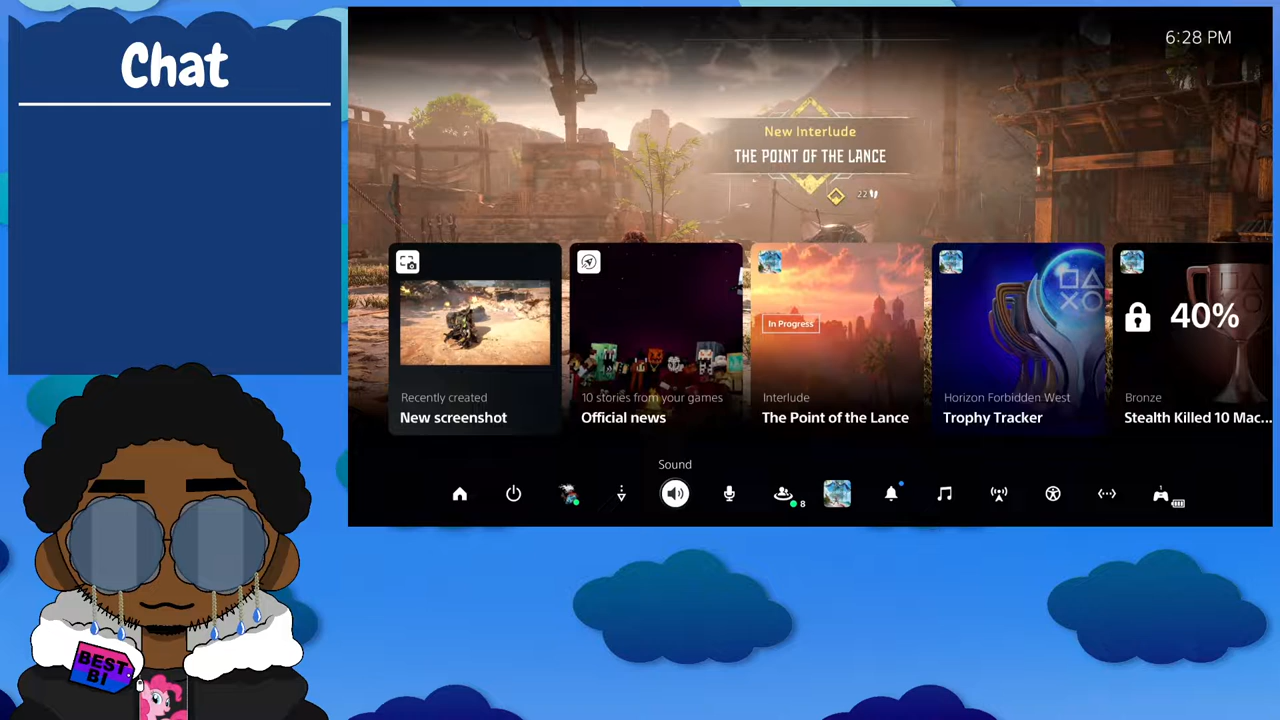 Chat
6:28 PM
New Interlude
THE POINT OF THE LANCE
22
Recently created
New screenshot
10 stories from your games
Official news
In Progress
Interlude
The Point of the Lance
Horizon Forbidden West
Trophy Tracker
40%
Bronze
Stealth Killed 10 Mac...
Sound
8
BEST.
BI